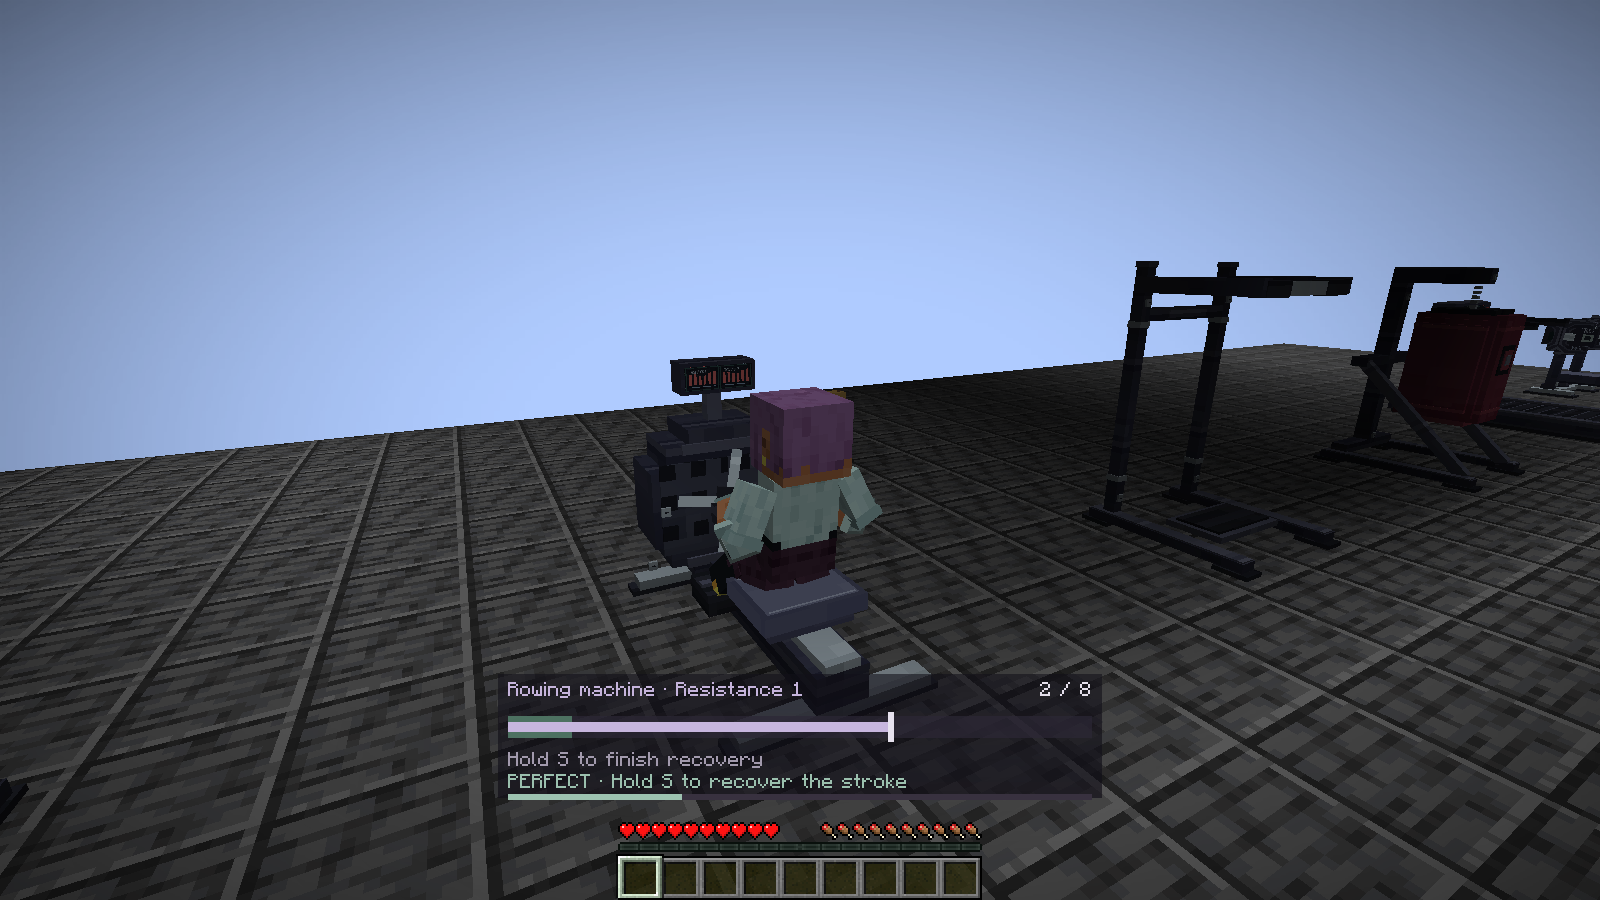 Rowing machine · Resistance 1
2 / 8
Hold S to finish recovery
PERFECT · Hold S to recover the stroke